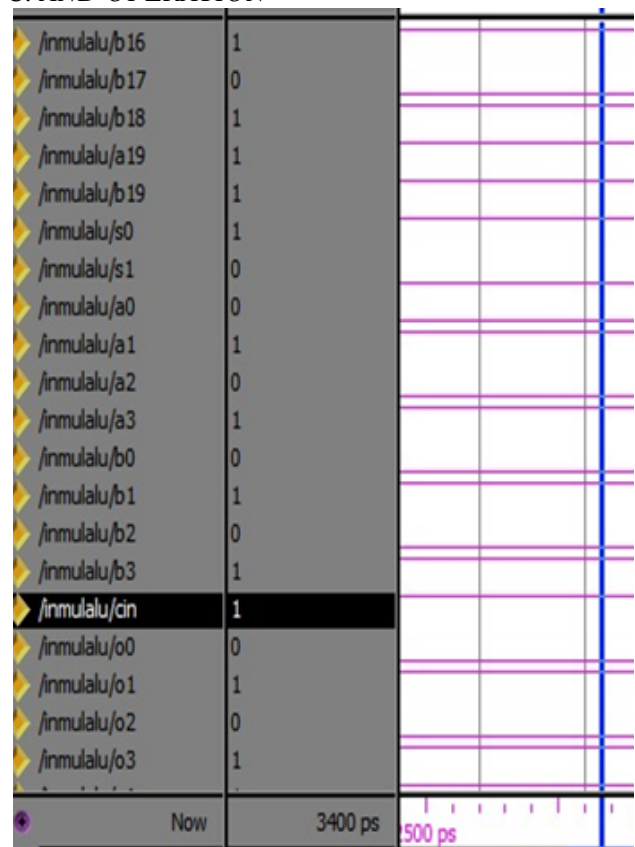 /inmulalu/b16 1
/inmulalu/b17 0
/inmulalu/b18 1
/inmulalu/a19 1
/inmulalu/b19 1
/inmulalu/s0 1
/inmulalu/s1 0
/inmulalu/a0 0
/inmulalu/a1 1
/inmulalu/a2 0
/inmulalu/a3 1
/inmulalu/b0 0
/inmulalu/b1 1
/inmulalu/b2 0
/inmulalu/b3 1
/inmulalu/cin 1
/inmulalu/o0 0
/inmulalu/o1 1
/inmulalu/o2 0
/inmulalu/o3 1
Now 3400 ps 500 ps